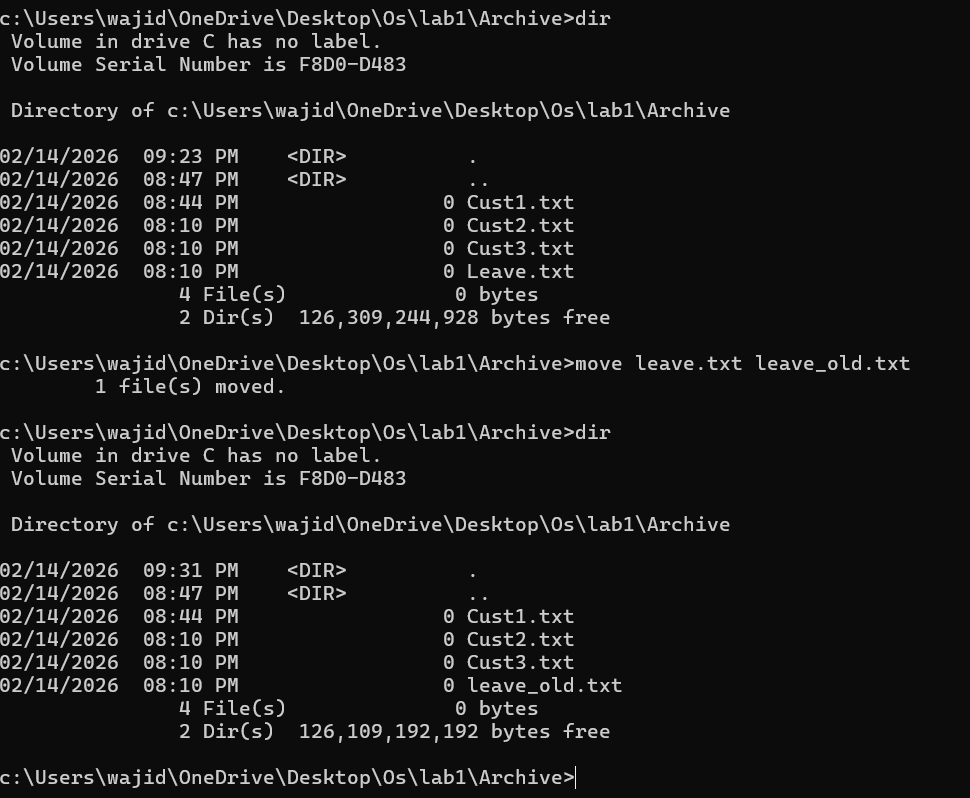 c:\Users\wajid\OneDrive\Desktop\Os\lab1\Archive>dir
 Volume in drive C has no label.
 Volume Serial Number is F8D0-D483

 Directory of c:\Users\wajid\OneDrive\Desktop\Os\lab1\Archive

02/14/2026  09:23 PM    <DIR>          .
02/14/2026  08:47 PM    <DIR>          ..
02/14/2026  08:44 PM                 0 Cust1.txt
02/14/2026  08:10 PM                 0 Cust2.txt
02/14/2026  08:10 PM                 0 Cust3.txt
02/14/2026  08:10 PM                 0 Leave.txt
               4 File(s)              0 bytes
               2 Dir(s)  126,309,244,928 bytes free

c:\Users\wajid\OneDrive\Desktop\Os\lab1\Archive>move leave.txt leave_old.txt
        1 file(s) moved.

c:\Users\wajid\OneDrive\Desktop\Os\lab1\Archive>dir
 Volume in drive C has no label.
 Volume Serial Number is F8D0-D483

 Directory of c:\Users\wajid\OneDrive\Desktop\Os\lab1\Archive

02/14/2026  09:31 PM    <DIR>          .
02/14/2026  08:47 PM    <DIR>          ..
02/14/2026  08:44 PM                 0 Cust1.txt
02/14/2026  08:10 PM                 0 Cust2.txt
02/14/2026  08:10 PM                 0 Cust3.txt
02/14/2026  08:10 PM                 0 leave_old.txt
               4 File(s)              0 bytes
               2 Dir(s)  126,109,192,192 bytes free

c:\Users\wajid\OneDrive\Desktop\Os\lab1\Archive>